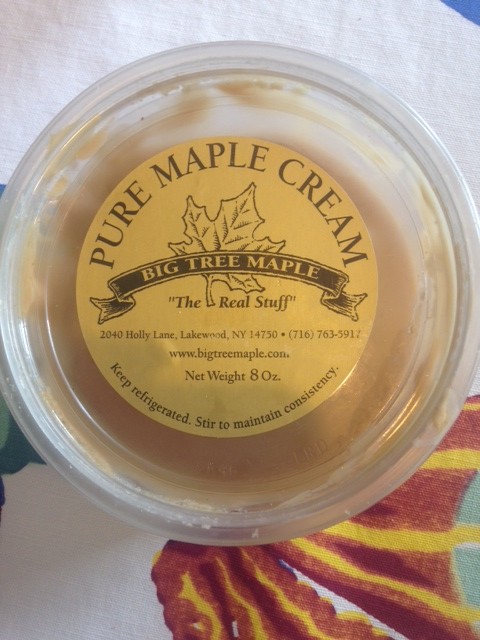 PURE MAPLE CREAM
BIG TREE MAPLE
"The Real Stuff"
2040 Holly Lane, Lakewood, NY 14750 • (716) 763-5917
www.bigtreemaple.com
Net Weight 8 Oz.
Keep refrigerated. Stir to maintain consistency.